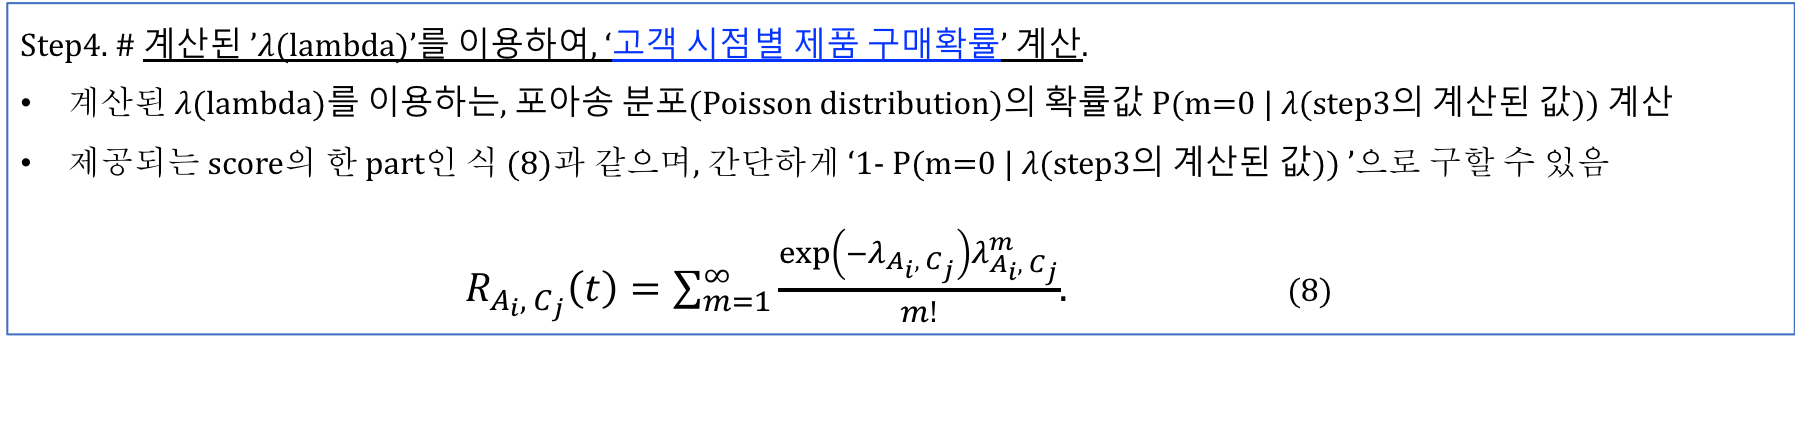 Step4. # 계산된 ’λ(lambda)’를 이용하여, ‘고객 시점별 제품 구매확률’ 계산.
• 계산된 λ(lambda)를 이용하는, 포아송 분포(Poisson distribution)의 확률값 P(m=0 | λ(step3의 계산된 값)) 계산
• 제공되는 score의 한 part인 식 (8)과 같으며, 간단하게 ‘1- P(m=0 | λ(step3의 계산된 값)) ’으로 구할 수 있음
R_{A_i, C_j}(t) = ∑_{m=1}^{∞} \frac{exp(−λ_{A_i, C_j})λ_{A_i, C_j}^{m}}{m!}. (8)